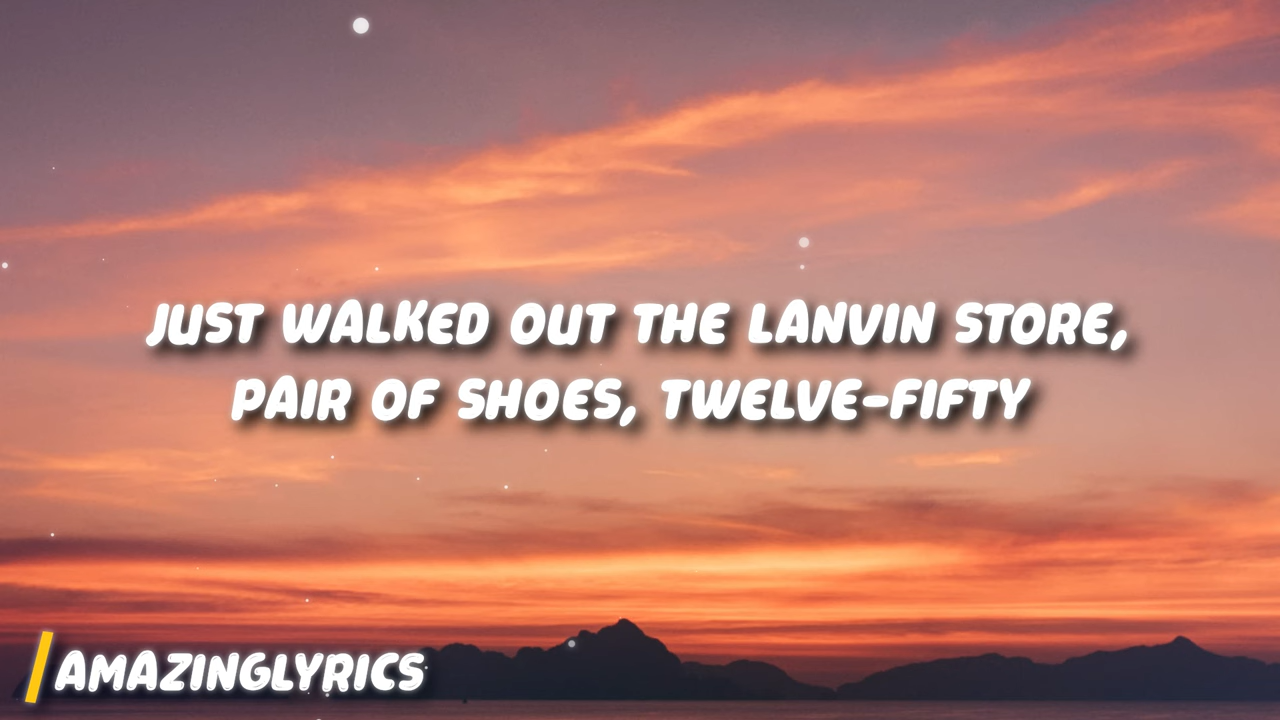 JUST WALKED OUT THE LANVIN STORE,
PAIR OF SHOES, TWELVE-FIFTY
AMAZINGLYRICS